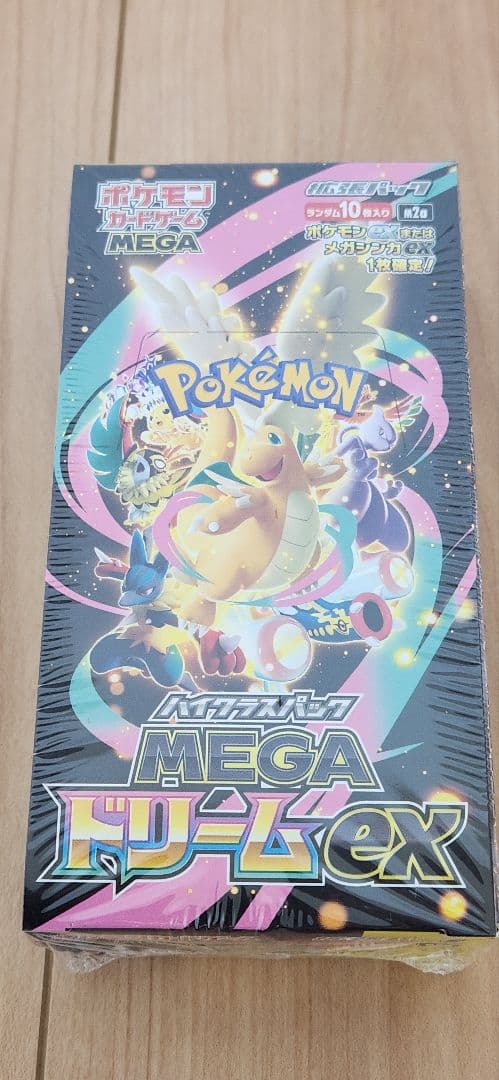 ポケモン
カードゲーム
MEGA
拡張パック
ランダム10枚入り
m2a
ポケモンexまたは
メガシンカex
1枚確定!
POKÉMON
ハイクラスパック
MEGA
ドリームex